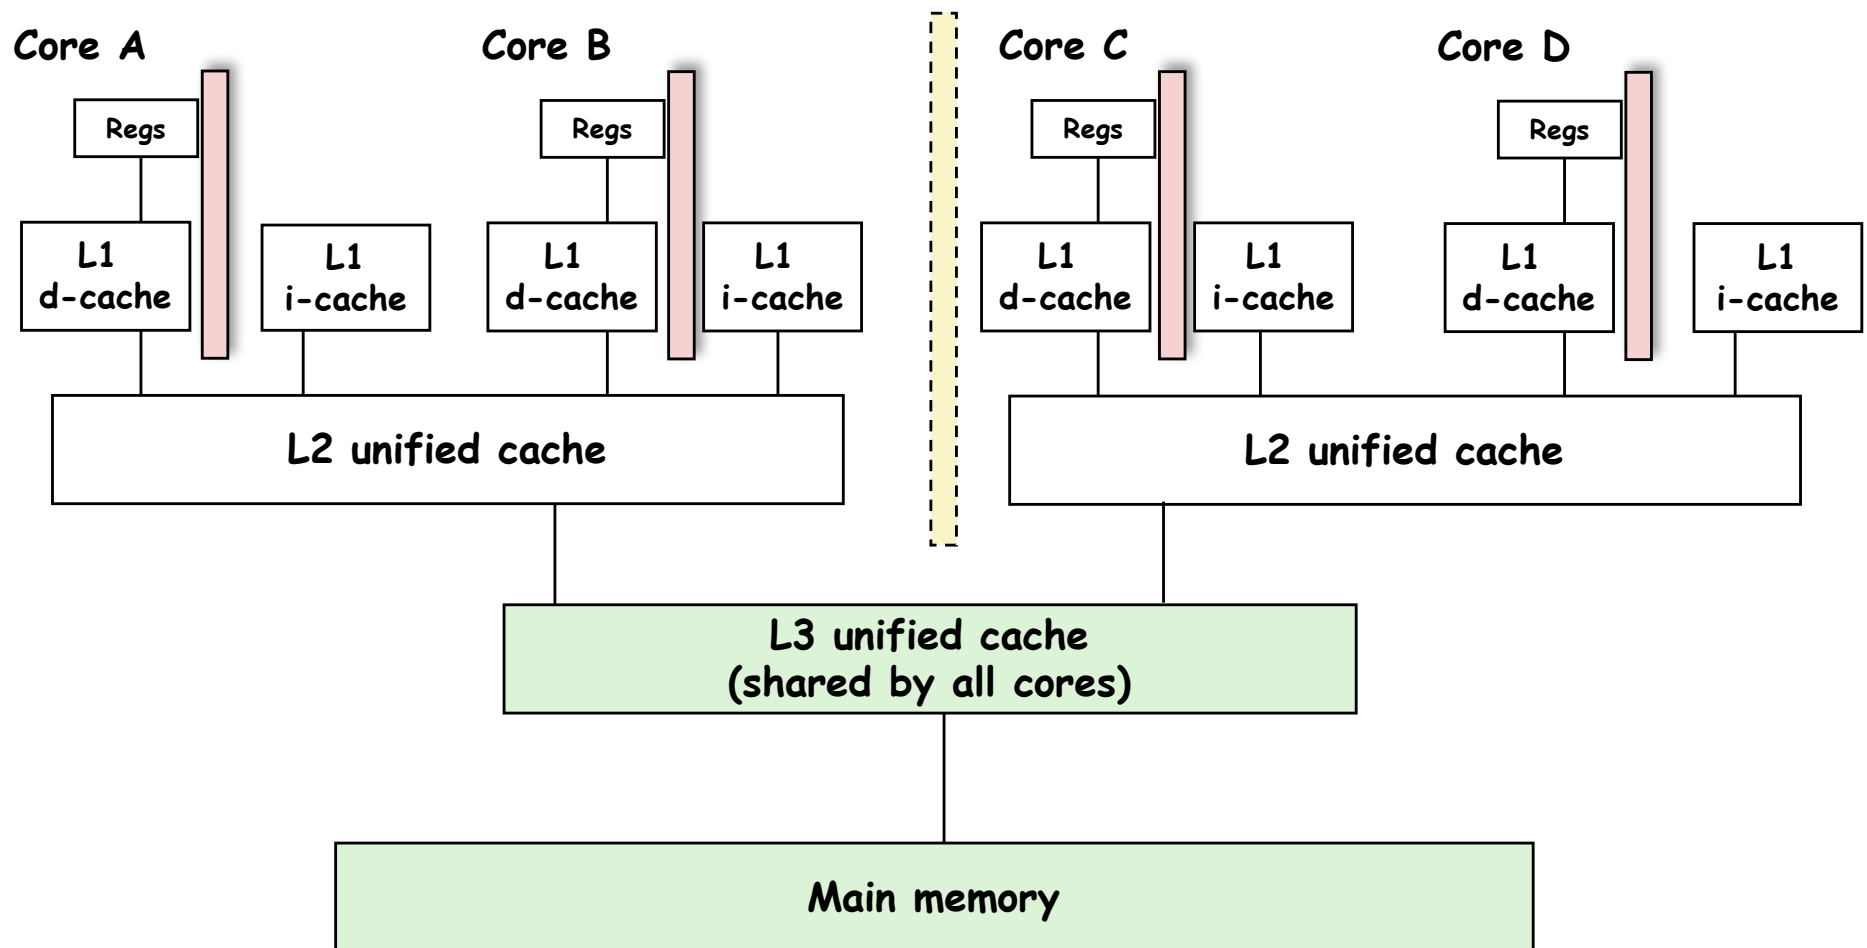 Core A
Core B
Core C
Core D
Regs
Regs
Regs
Regs
L1
d-cache
L1
i-cache
L1
d-cache
L1
i-cache
L1
d-cache
L1
i-cache
L1
d-cache
L1
i-cache
L2 unified cache
L2 unified cache
L3 unified cache
(shared by all cores)
Main memory